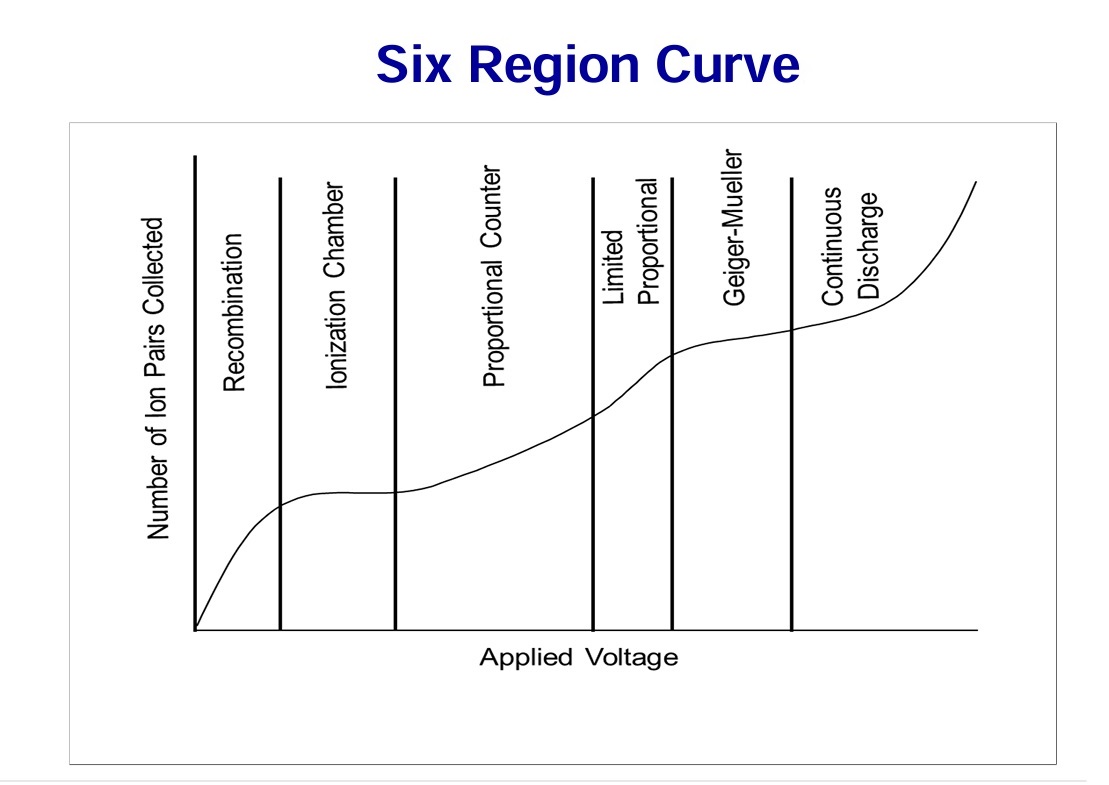 Six Region Curve
Number of Ion Pairs Collected
Recombination
Ionization Chamber
Proportional Counter
Limited
Proportional
Geiger-Mueller
Continuous
Discharge
Applied Voltage